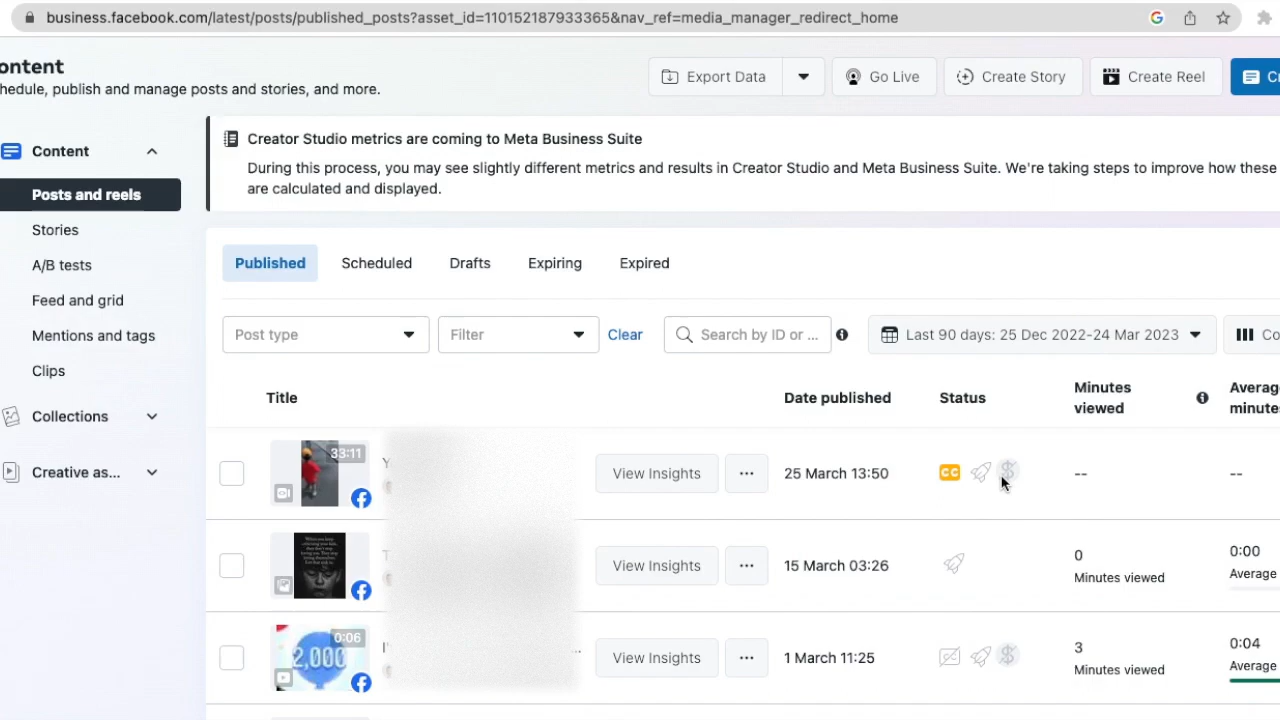 business.facebook.com/latest/posts/published_posts?asset_id=110152187933365&nav_ref=media_manager_redirect_home
ontent
hedule, publish and manage posts and stories, and more.
Export Data
Go Live
Create Story
Create Reel
Cr
Content
Posts and reels
Stories
A/B tests
Feed and grid
Mentions and tags
Clips
Collections
Creative as...
Creator Studio metrics are coming to Meta Business Suite
During this process, you may see slightly different metrics and results in Creator Studio and Meta Business Suite. We're taking steps to improve how these
are calculated and displayed.
Published
Scheduled
Drafts
Expiring
Expired
Post type
Filter
Clear
Search by ID or ...
Last 90 days: 25 Dec 2022-24 Mar 2023
Co
Title
Date published
Status
Minutes
viewed
Averag
minute
33:11
Y
View Insights
...
25 March 13:50
CC
--
--
T
View Insights
...
15 March 03:26
0
Minutes viewed
0:00
Average
0:06
2,000
I'
...
View Insights
...
1 March 11:25
3
Minutes viewed
0:04
Average